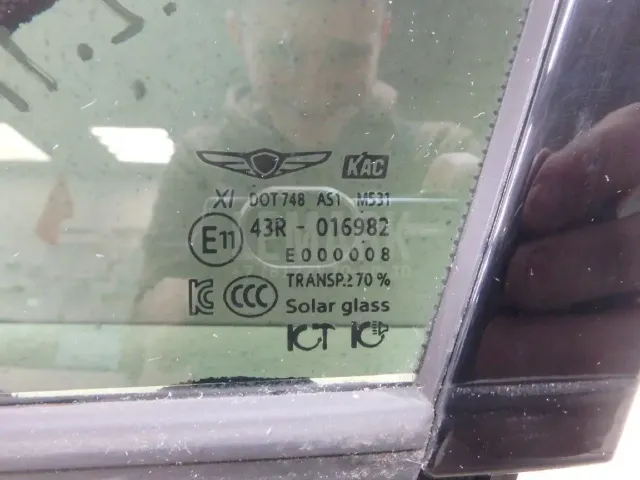 KAC
XI DOT748 AS1 M531
E11 43R - 016982
E000008
TRANSP.≥70%
CCC Solar glass